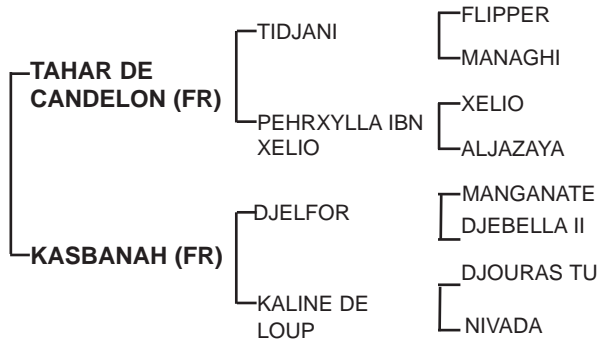 FLIPPER
TIDJANI
MANAGHI
TAHAR DE
CANDELON (FR)
XELIO
PEHRXYLLA IBN
XELIO
ALJAZAYA
MANGANATE
DJELFOR
DJEBELLA II
KASBANAH (FR)
DJOURAS TU
KALINE DE
LOUP
NIVADA